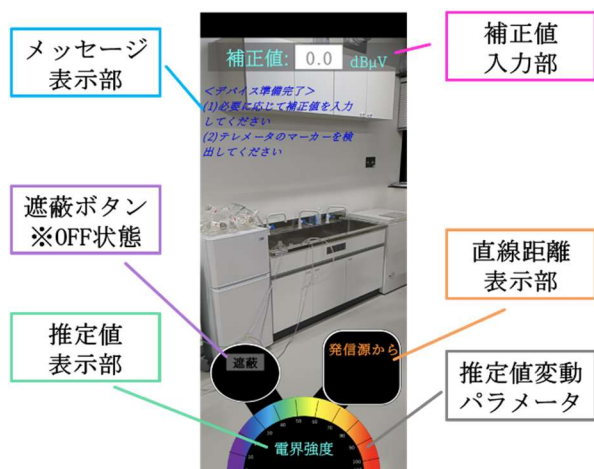 メッセージ
表示部
補正値
入力部
補正値: 0.0 dBμV
<デバイス準備完了>
(1)必要に応じて補正値を入力
してください
(2)テレメータのマーカーを検
出してください
遮蔽ボタン
※OFF状態
直線距離
表示部
推定値
表示部
遮蔽
発信源から
推定値変動
パラメータ
電界強度